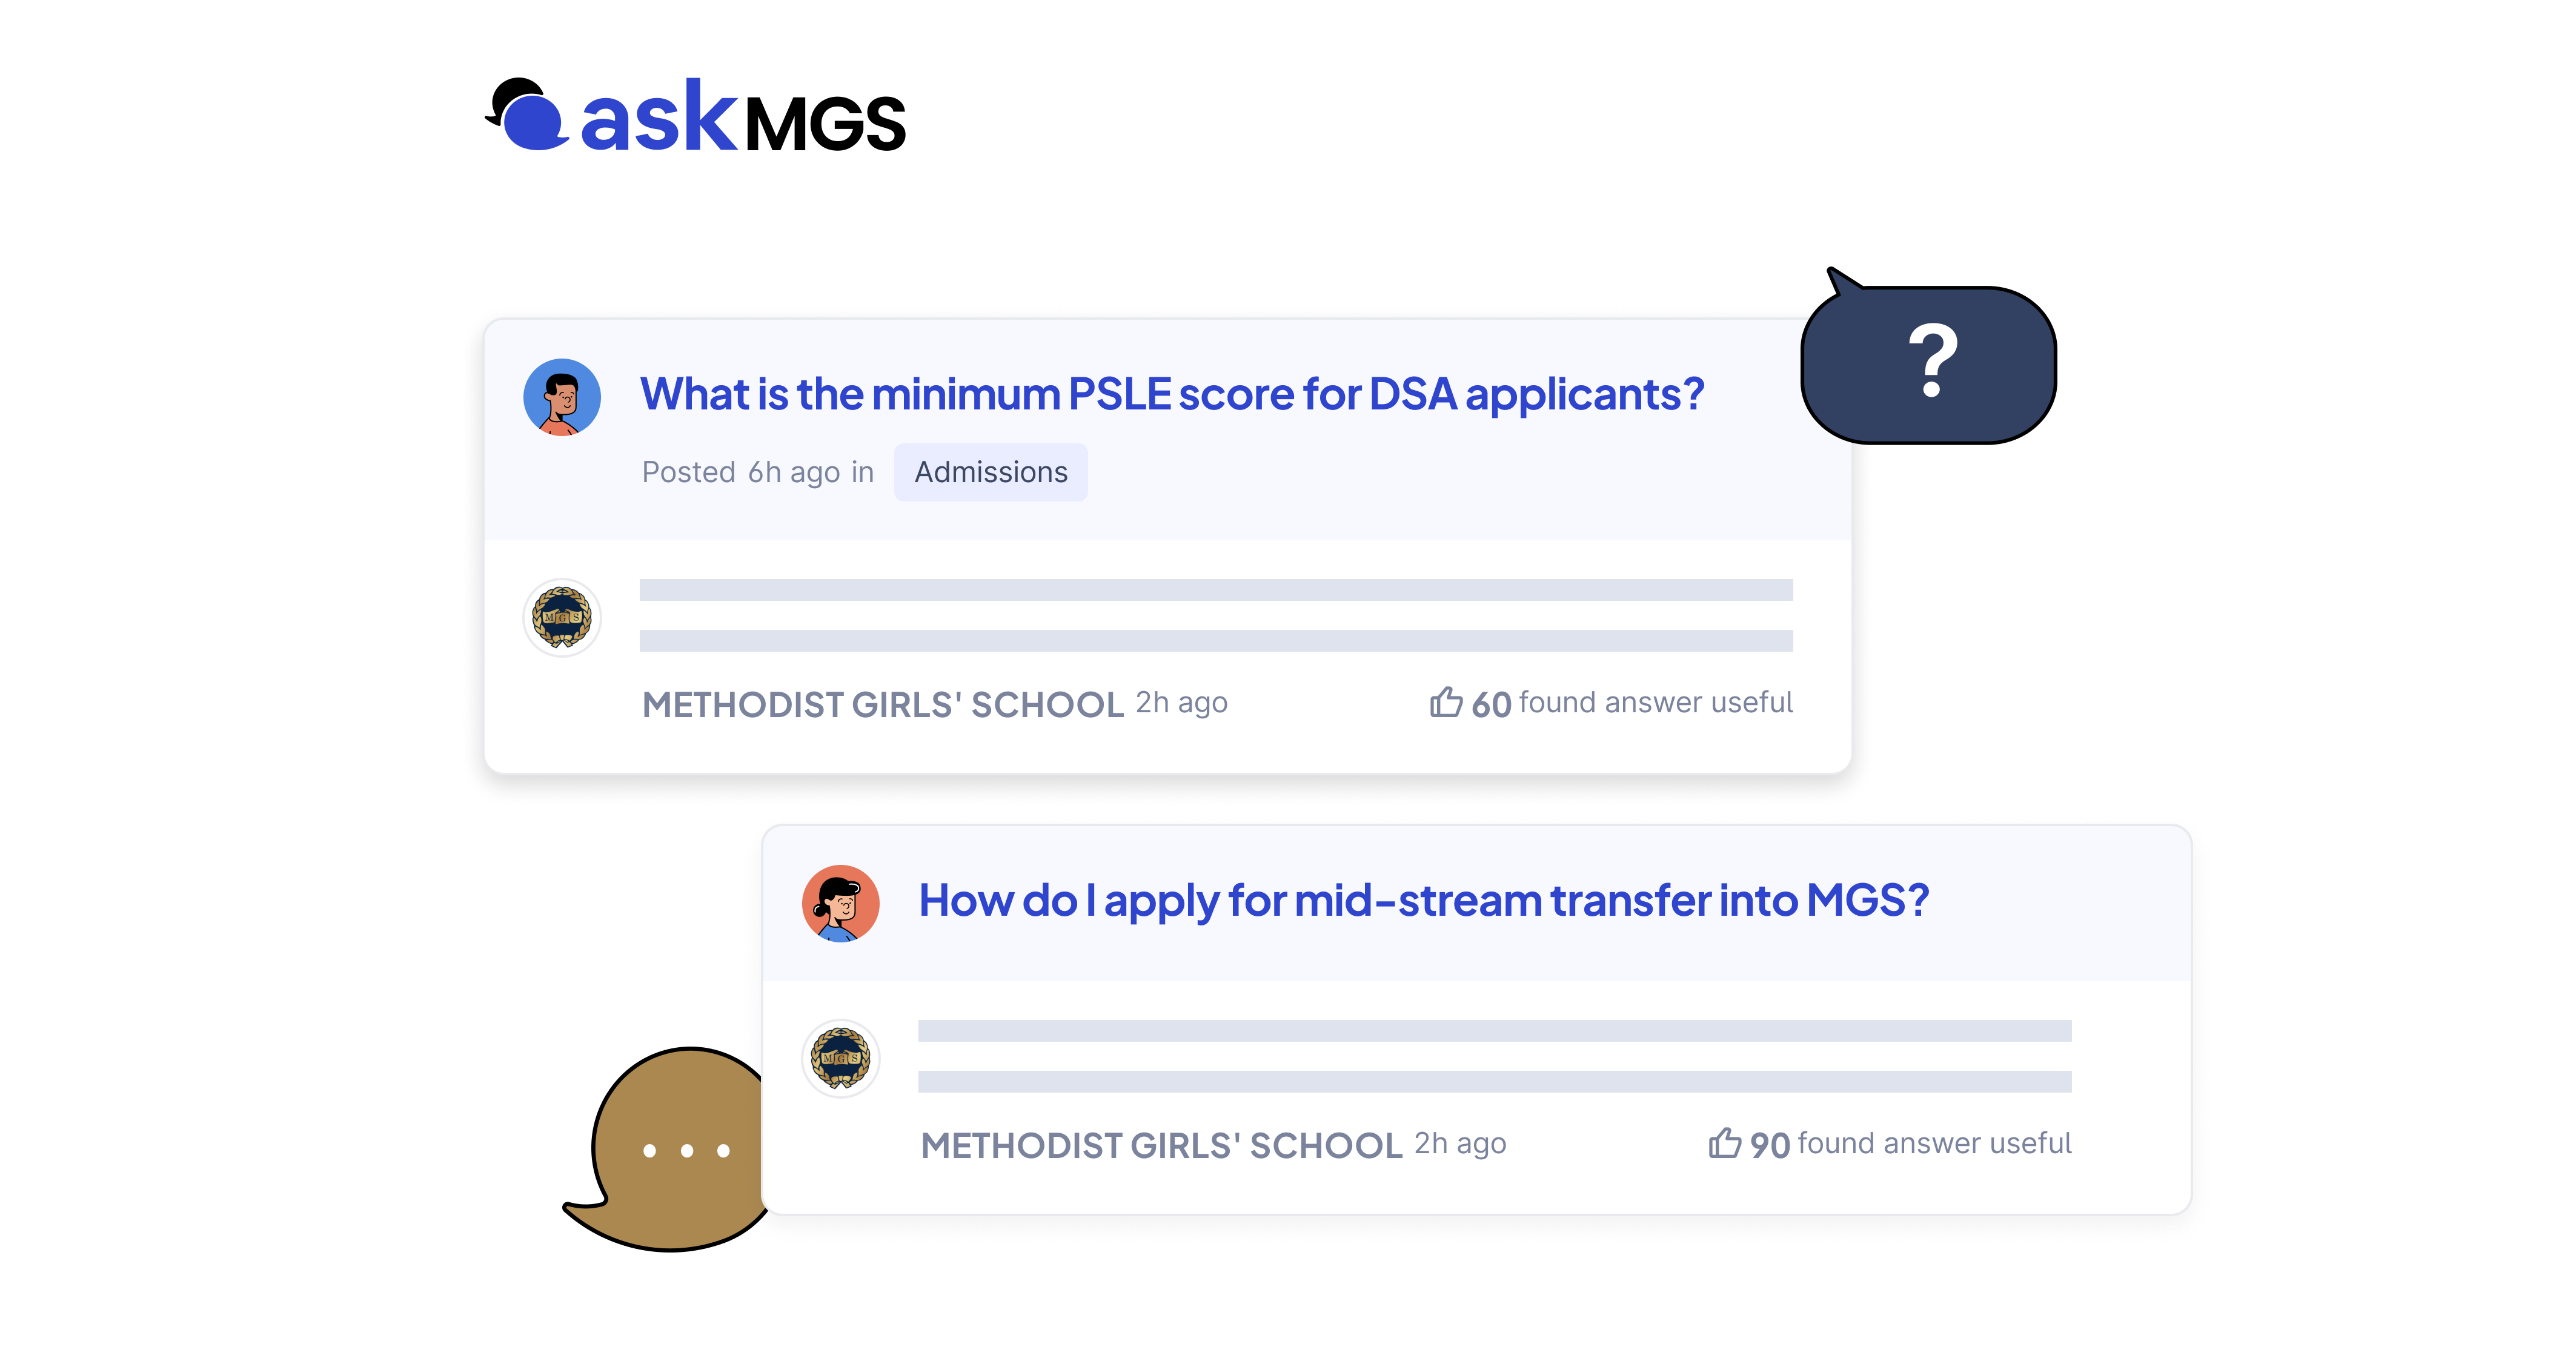 askMGS
?
What is the minimum PSLE score for DSA applicants?
Posted 6h ago in Admissions
MGS
METHODIST GIRLS' SCHOOL 2h ago 60 found answer useful
How do I apply for mid-stream transfer into MGS?
MGS
METHODIST GIRLS' SCHOOL 2h ago 90 found answer useful